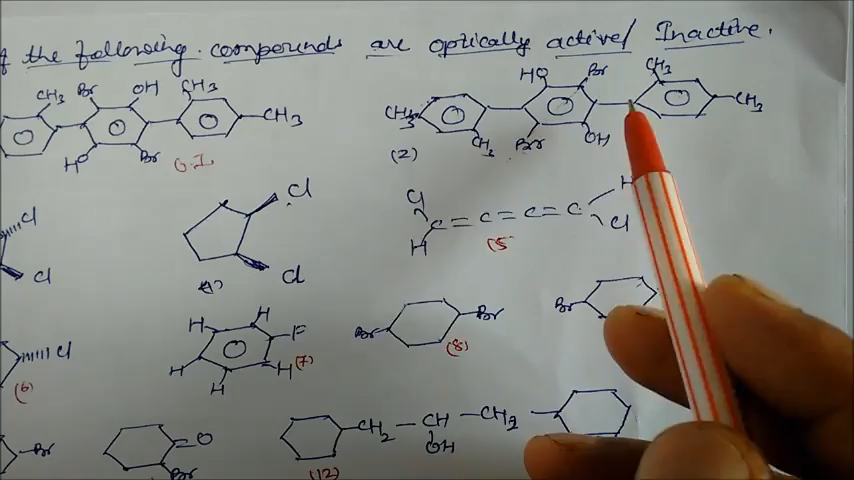 f the following compounds are optically active/ Inactive.
CH3 Br OH CH3 HO Br CH3
CH3 CH3 CH3
HO Br O.I (2) CH3 Br OH
Cl Cl Cl H
C = C = C = C
Cl Cl H (5 Cl
H H F Br Br Br
Cl H H (7) (8)
(6) H
Br O CH2 — CH — CH2
Br OH
(12)